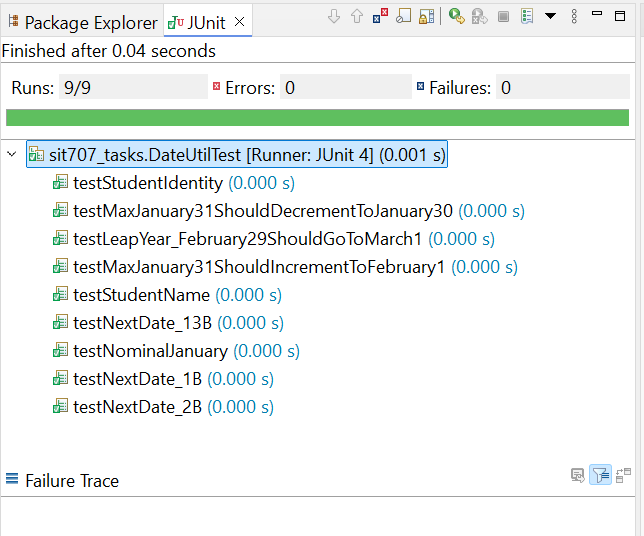 Package Explorer JUnit
Finished after 0.04 seconds
Runs: 9/9 Errors: 0 Failures: 0
sit707_tasks.DateUtilTest [Runner: JUnit 4] (0.001 s)
testStudentIdentity (0.000 s)
testMaxJanuary31ShouldDecrementToJanuary30 (0.000 s)
testLeapYear_February29ShouldGoToMarch1 (0.000 s)
testMaxJanuary31ShouldIncrementToFebruary1 (0.000 s)
testStudentName (0.000 s)
testNextDate_13B (0.000 s)
testNominalJanuary (0.000 s)
testNextDate_1B (0.000 s)
testNextDate_2B (0.000 s)
Failure Trace